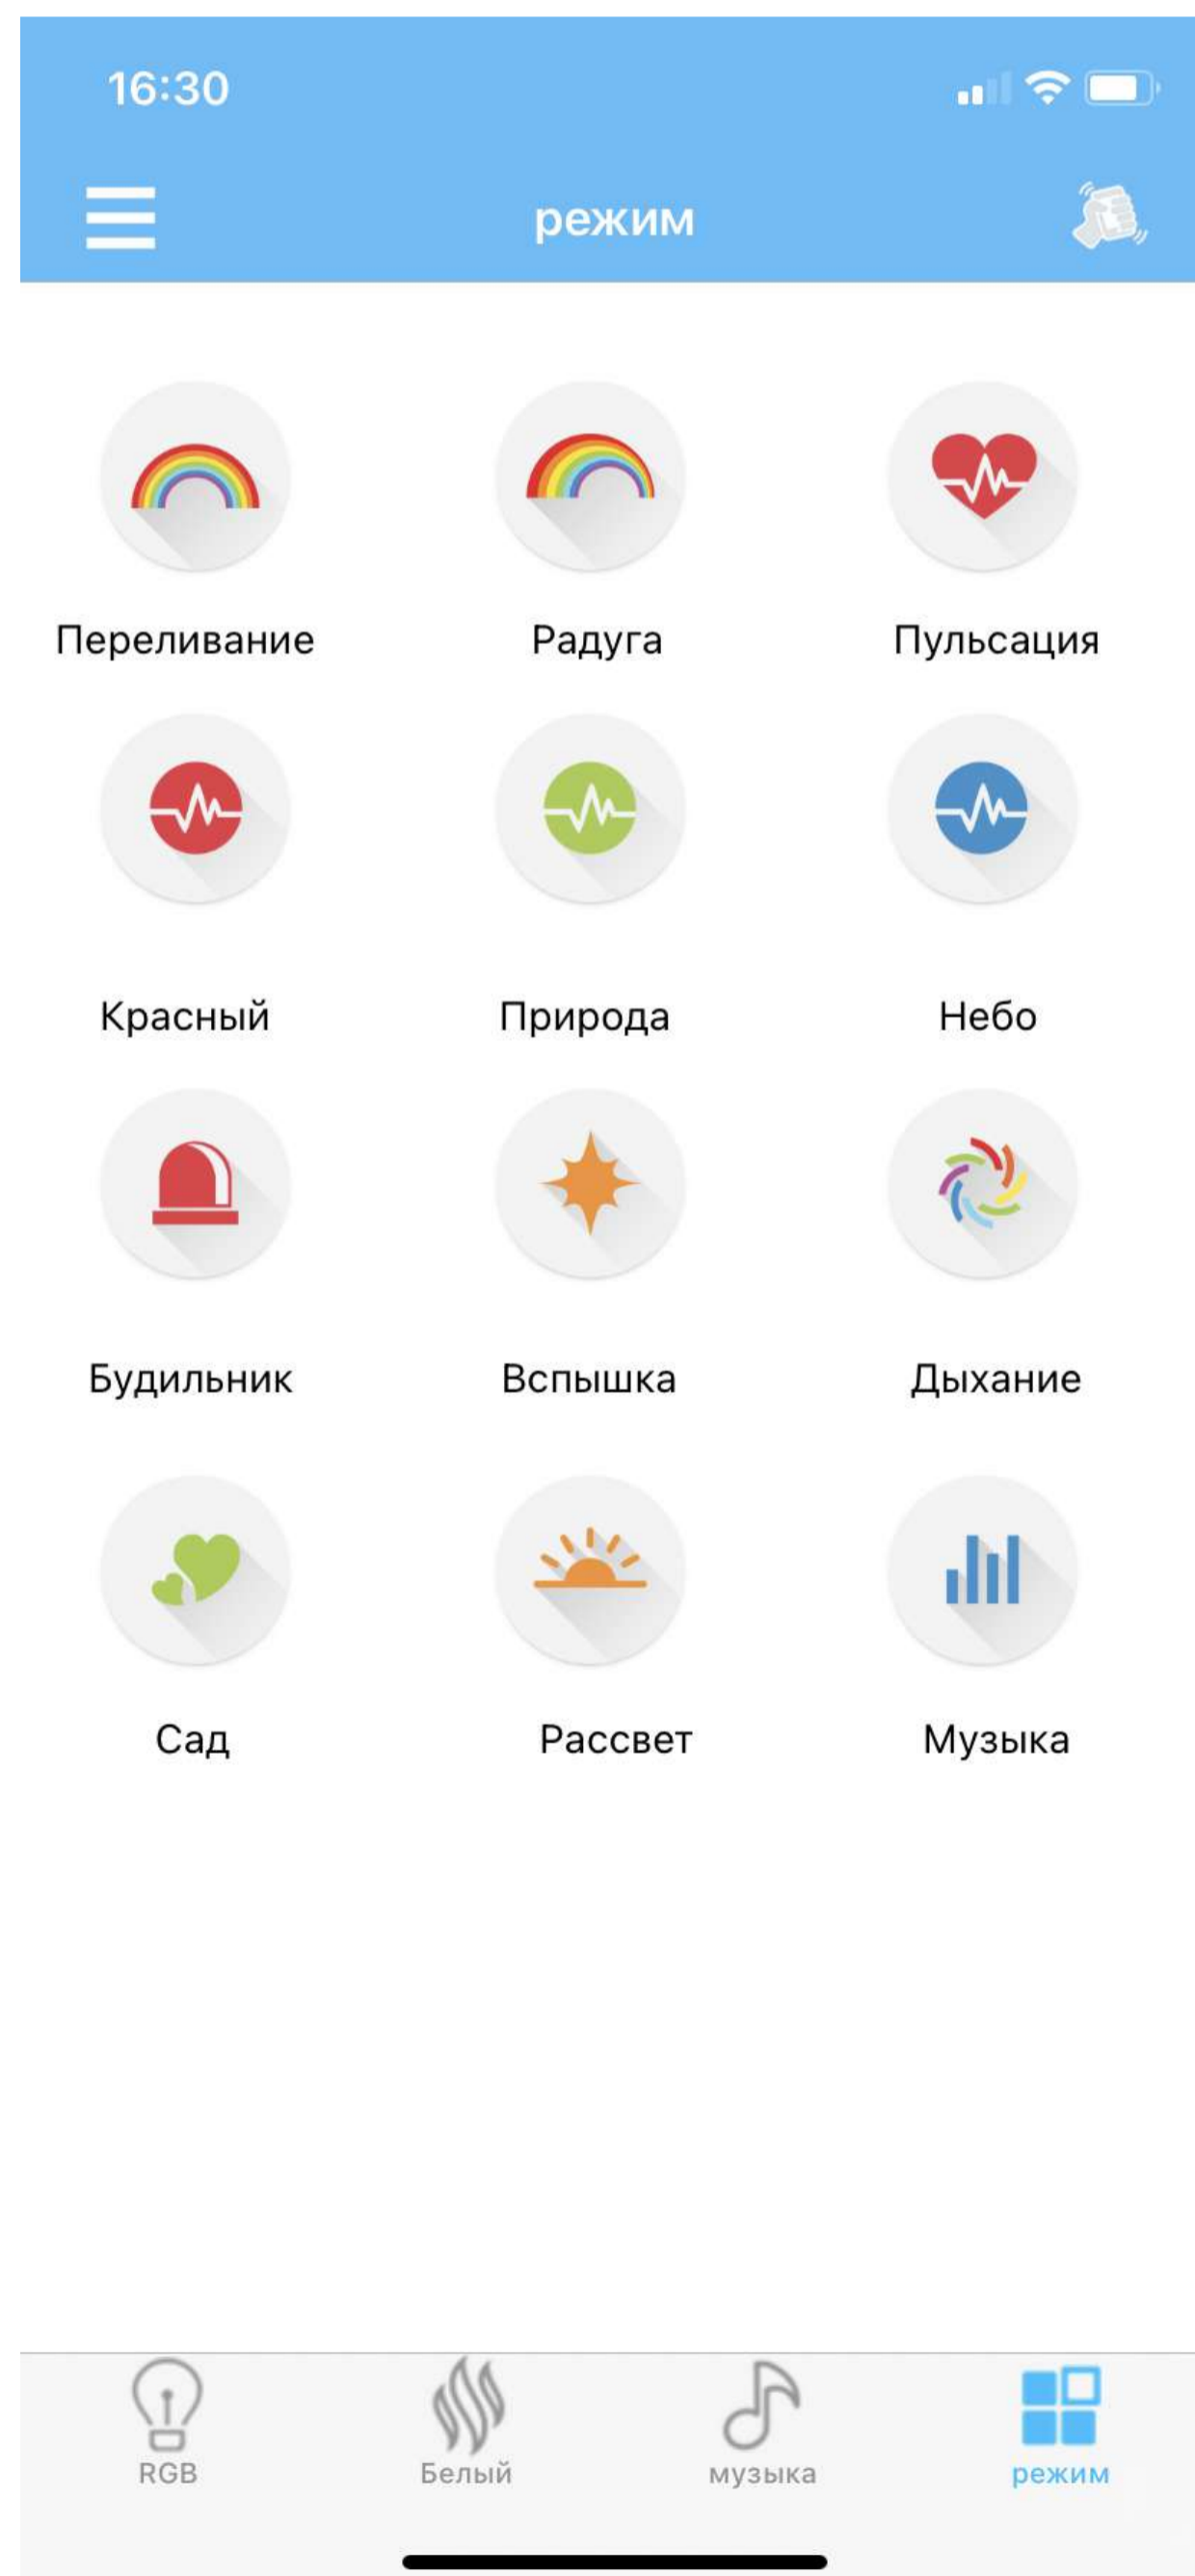 16:30
режим
Переливание Радуга Пульсация
Красный Природа Небо
Будильник Вспышка Дыхание
Сад Рассвет Музыка
RGB Белый музыка режим